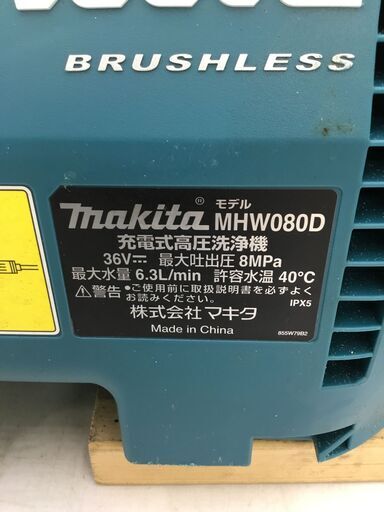 BRUSHLESS
makita® モデル MHW080D
充電式高圧洗浄機
36V⎓ 最大吐出圧 8MPa
最大水量 6.3L/min 許容水温 40°C
⚠警告 ●ご使用前に取扱説明書を必ずよくお読みください。
IPX5
株式会社マキタ
Made in China
855W79B2